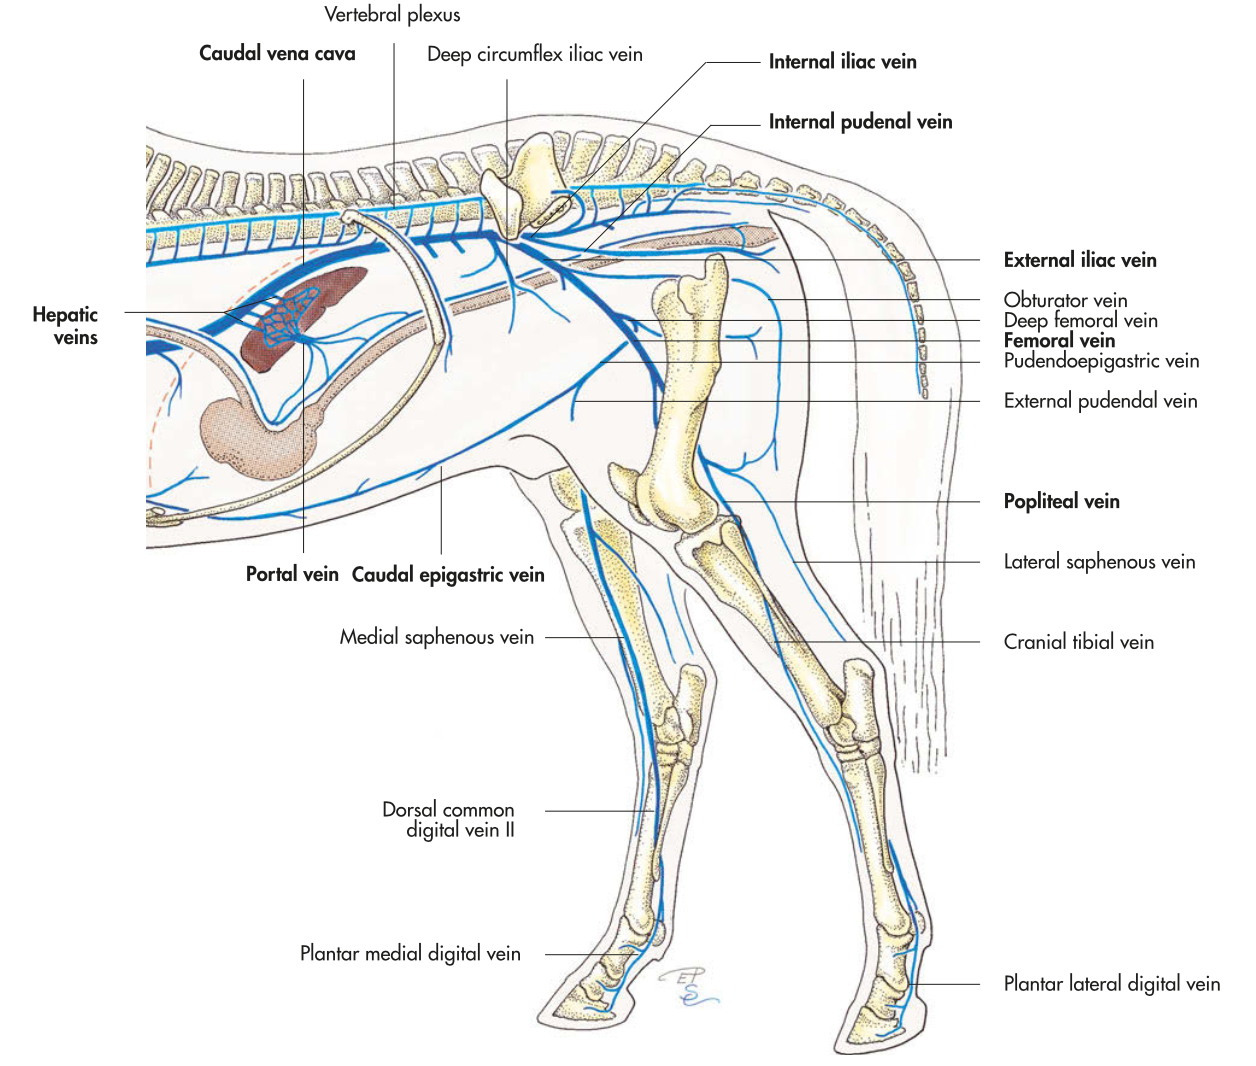 Vertebral plexus
Caudal vena cava
Deep circumflex iliac vein
Internal iliac vein
Internal pudenal vein
External iliac vein
Obturator vein
Deep femoral vein
Femoral vein
Pudendoepigastric vein
External pudendal vein
Hepatic
veins
Popliteal vein
Lateral saphenous vein
Portal vein
Caudal epigastric vein
Medial saphenous vein
Cranial tibial vein
Dorsal common
digital vein II
Plantar medial digital vein
Plantar lateral digital vein